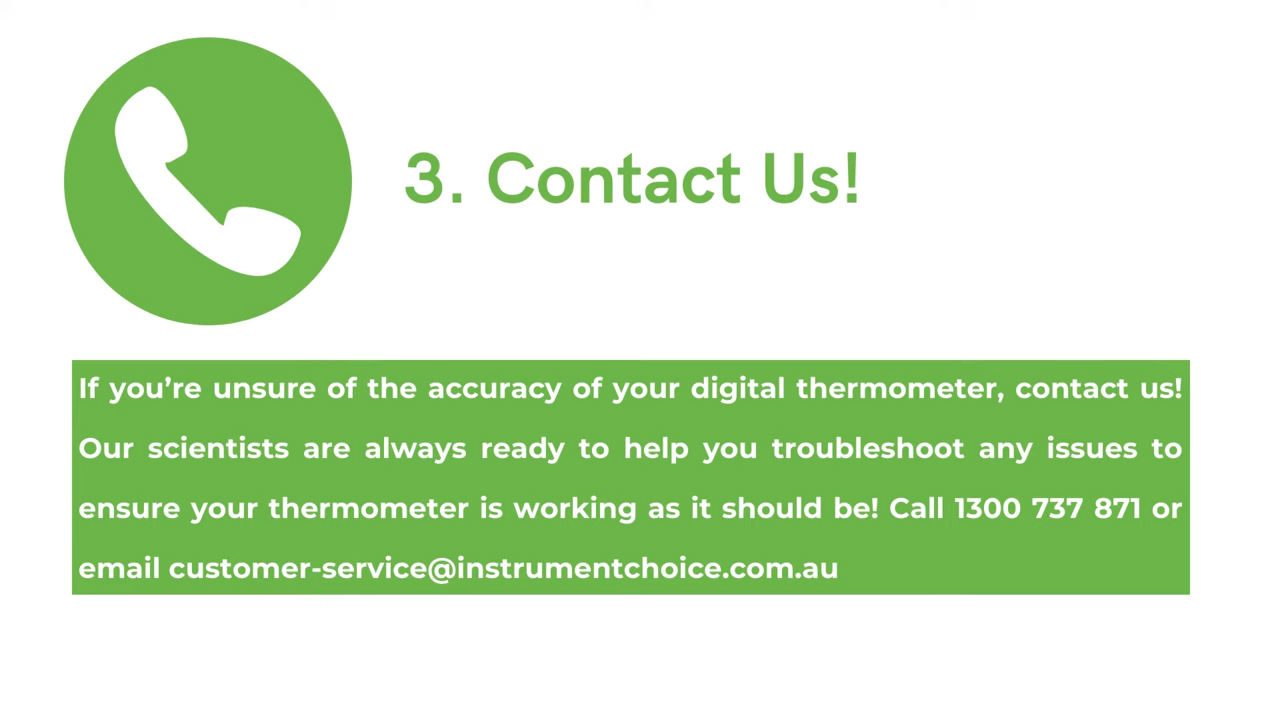 3. Contact Us!
If you’re unsure of the accuracy of your digital thermometer, contact us!
Our scientists are always ready to help you troubleshoot any issues to
ensure your thermometer is working as it should be! Call 1300 737 871 or
email customer-service@instrumentchoice.com.au